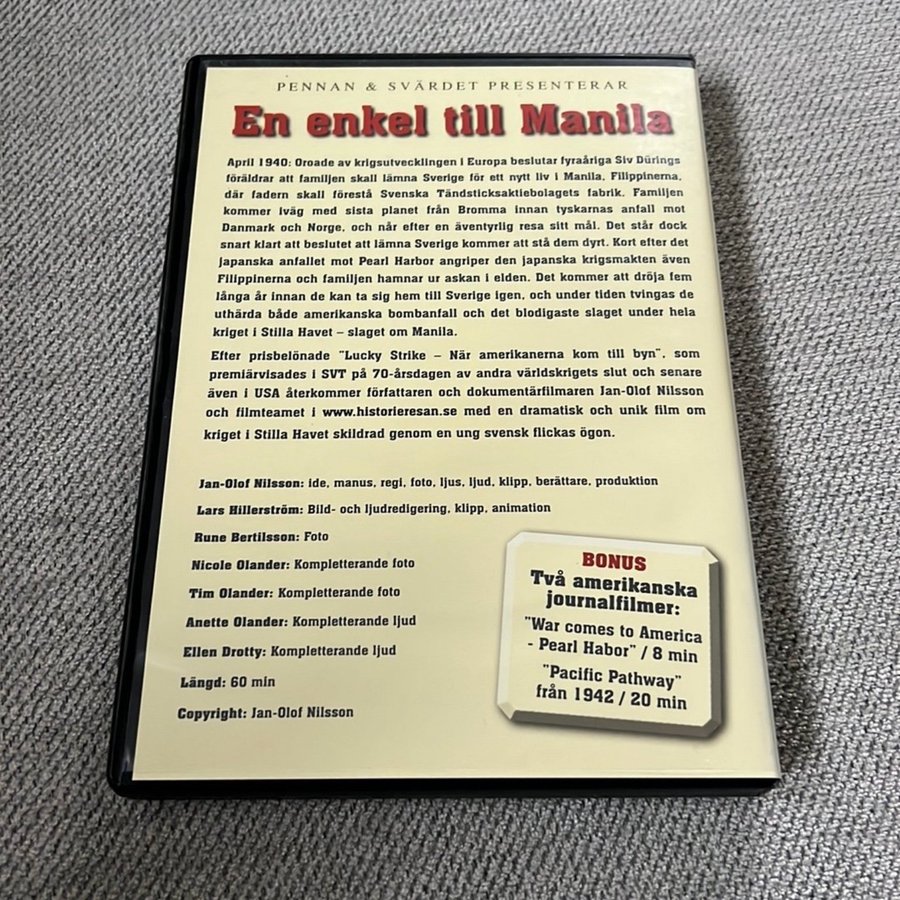 PENNAN & SVÄRDET PRESENTERAR
En enkel till Manila
April 1940: Oroade av krigsutvecklingen i Europa beslutar fyraåriga Siv Dürings
föräldrar att familjen skall lämna Sverige för ett nytt liv i Manila, Filippinerna,
där fadern skall förestå Svenska Tändsticksaktiebolagets fabrik. Familjen
kommer iväg med sista planet från Bromma innan tyskarnas anfall mot
Danmark och Norge, och når efter en äventyrlig resa sitt mål. Det står dock
snart klart att beslutet att lämna Sverige kommer att stå dem dyrt. Kort efter det
japanska anfallet mot Pearl Harbor angriper den japanska krigsmakten även
Filippinerna och familjen hamnar ur askan i elden. Det kommer att dröja fem
långa år innan de kan ta sig hem till Sverige igen, och under tiden tvingas de
uthärda både amerikanska bombanfall och det blodigaste slaget under hela
kriget i Stilla Havet – slaget om Manila.
Efter prisbelönade "Lucky Strike – När amerikanerna kom till byn", som
premiärvisades i SVT på 70-årsdagen av andra världskrigets slut och senare
även i USA återkommer författaren och dokumentärfilmaren Jan-Olof Nilsson
och filmteamet i www.historieresan.se med en dramatisk och unik film om
kriget i Stilla Havet skildrad genom en ung svensk flickas ögon.
Jan-Olof Nilsson: ide, manus, regi, foto, ljus, ljud, klipp, berättare, produktion
Lars Hillerström: Bild- och ljudredigering, klipp, animation
Rune Bertilsson: Foto
Nicole Olander: Kompletterande foto
Tim Olander: Kompletterande foto
Anette Olander: Kompletterande ljud
Ellen Drotty: Kompletterande ljud
Längd: 60 min
Copyright: Jan-Olof Nilsson
BONUS
Två amerikanska
journalfilmer:
"War comes to America
- Pearl Habor" / 8 min
"Pacific Pathway"
från 1942 / 20 min